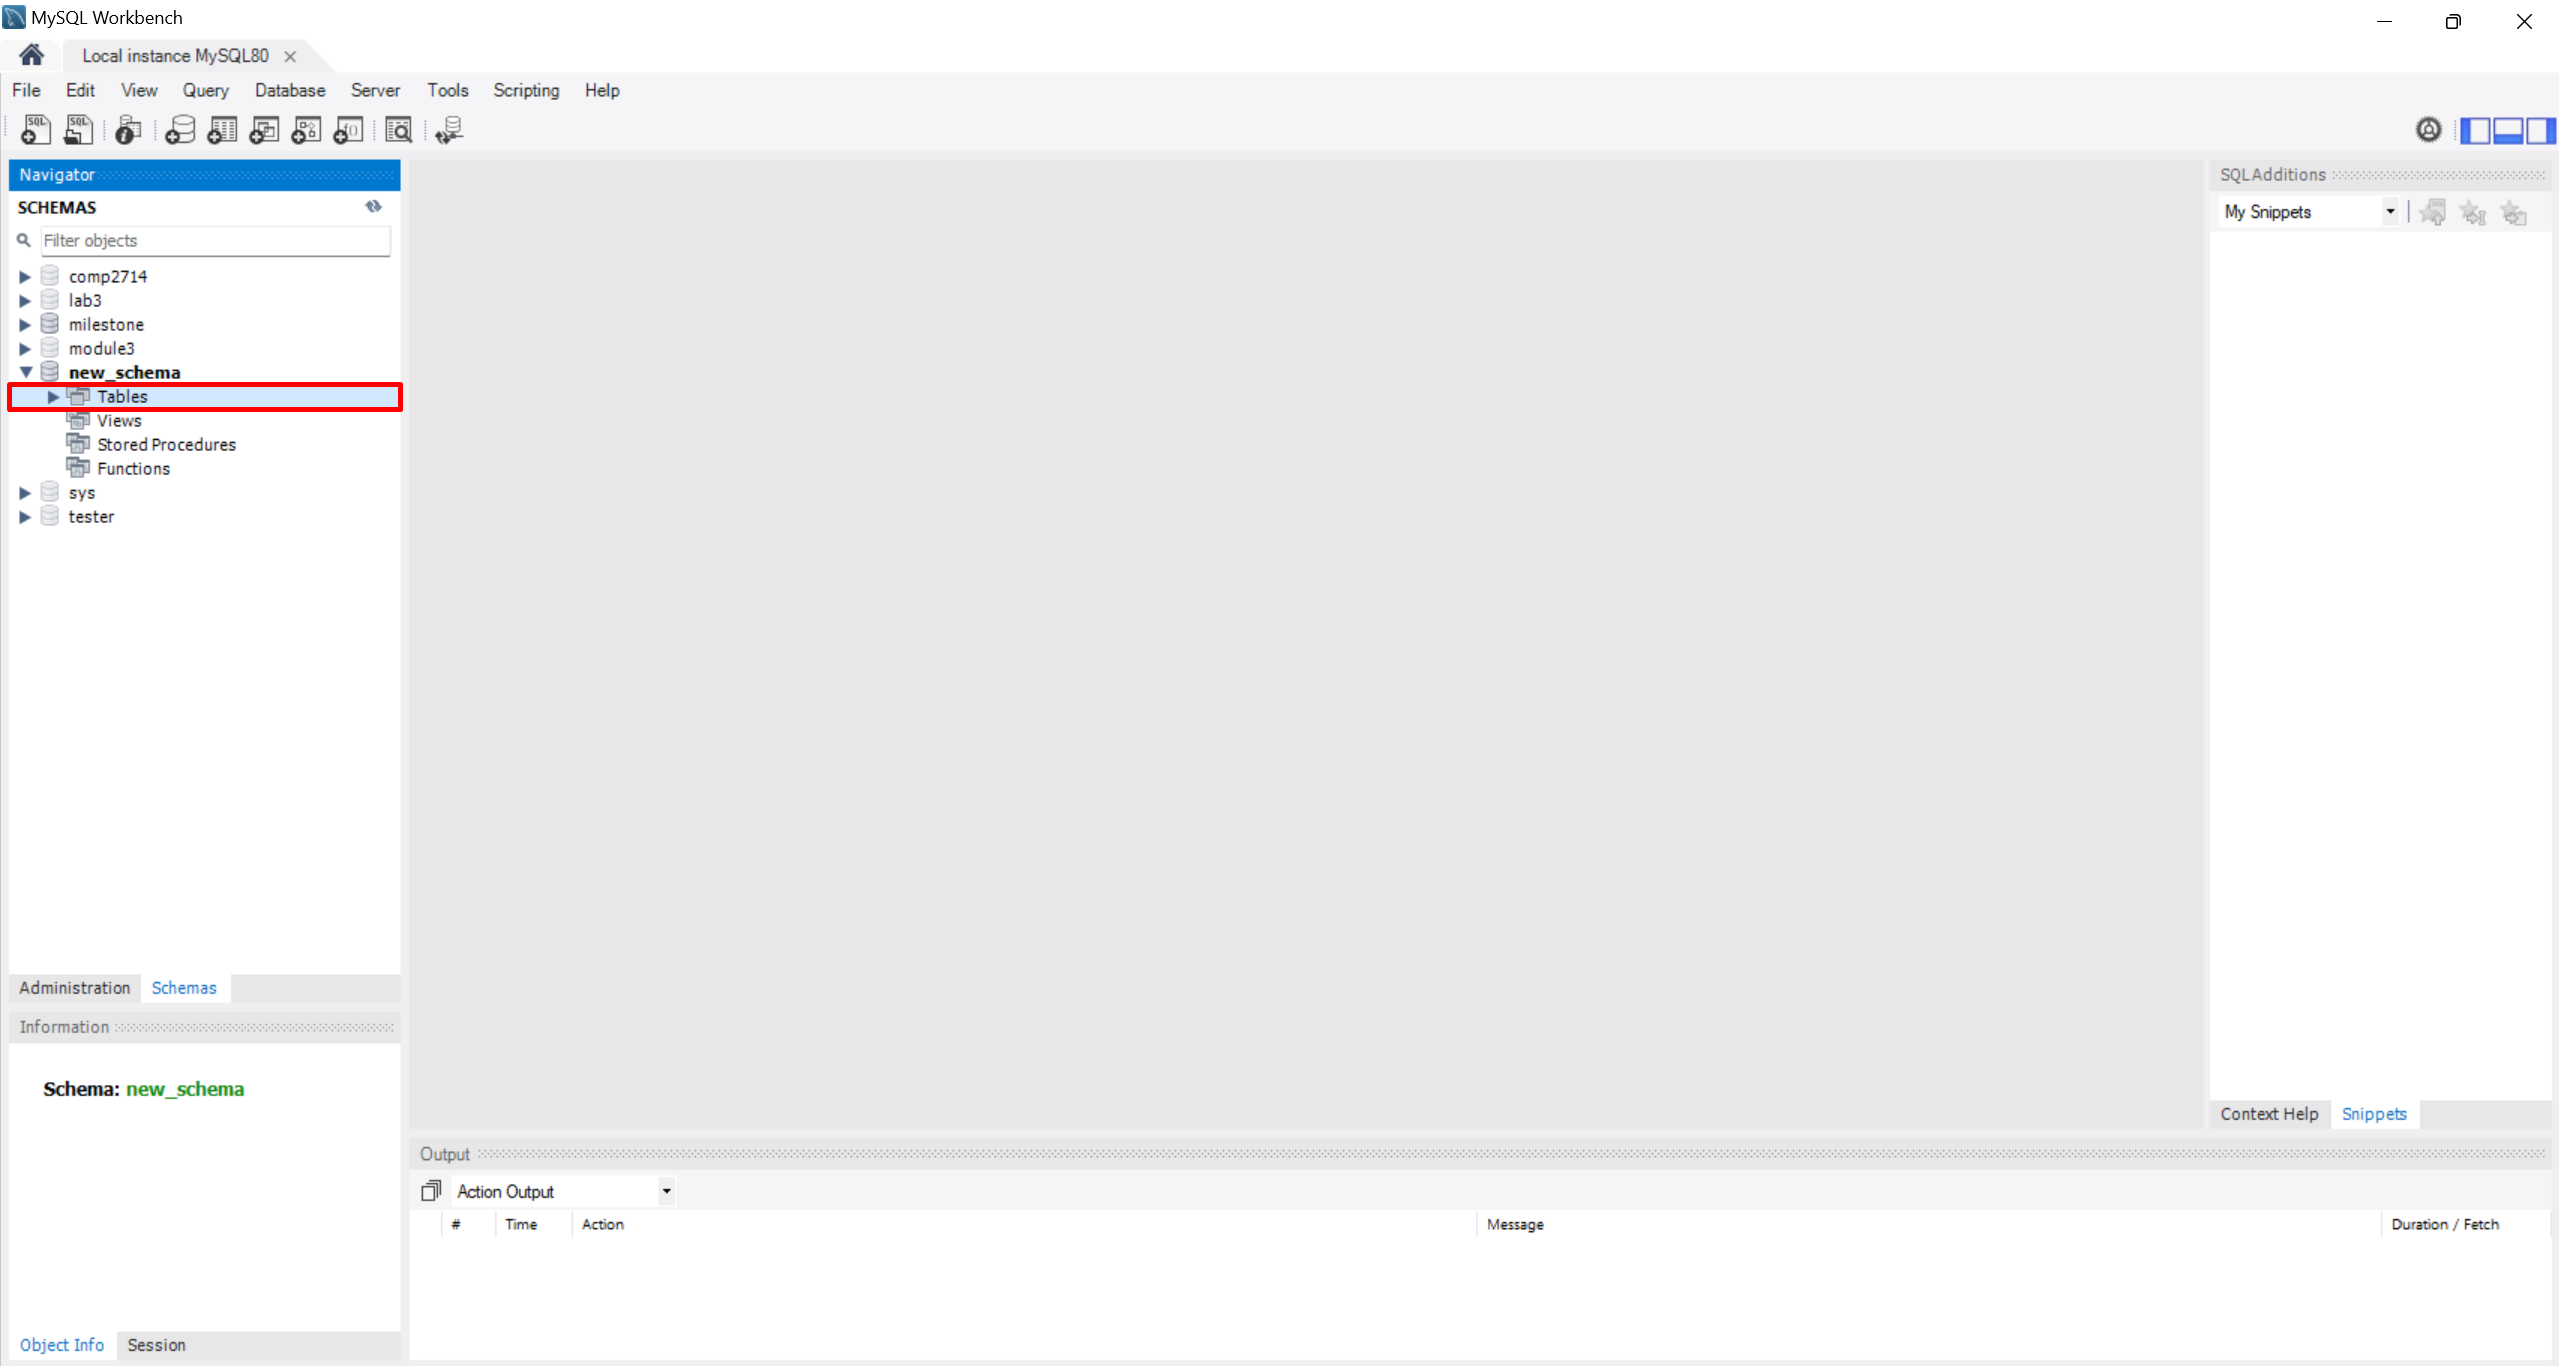 MySQL Workbench
Local instance MySQL80
File Edit View Query Database Server Tools Scripting Help
Navigator
SCHEMAS
Filter objects
comp2714
lab3
milestone
module3
new_schema
Tables
Views
Stored Procedures
Functions
sys
tester
Administration Schemas
Information
Schema: new_schema
Object Info Session
SQLAdditions
My Snippets
Context Help Snippets
Output
Action Output
# Time Action Message Duration / Fetch